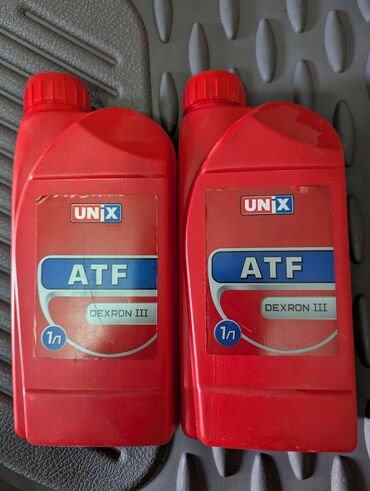 UNiX
ATF
DEXRON III
1л
UNiX
ATF
DEXRON III
1л